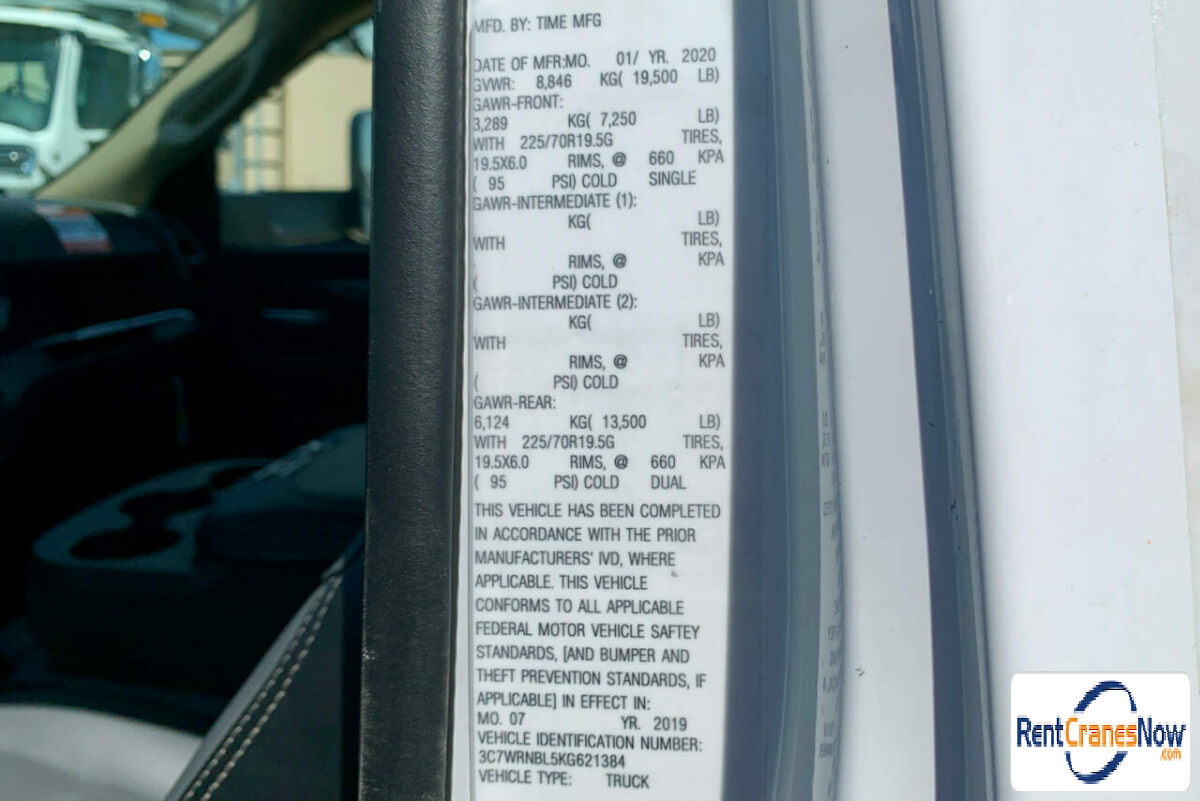 MFD. BY: TIME MFG
DATE OF MFR:MO. 01/ YR. 2020
GVWR: 8,846 KG( 19,500 LB)
GAWR-FRONT:
3,289 KG( 7,250 LB)
WITH 225/70R19.5G TIRES,
19.5X6.0 RIMS, @ 660 KPA
( 95 PSI) COLD SINGLE
GAWR-INTERMEDIATE (1):
KG( LB)
WITH TIRES,
RIMS, @ KPA
( PSI) COLD
GAWR-INTERMEDIATE (2):
KG( LB)
WITH TIRES,
RIMS, @ KPA
( PSI) COLD
GAWR-REAR:
6,124 KG( 13,500 LB)
WITH 225/70R19.5G TIRES,
19.5X6.0 RIMS, @ 660 KPA
( 95 PSI) COLD DUAL
THIS VEHICLE HAS BEEN COMPLETED
IN ACCORDANCE WITH THE PRIOR
MANUFACTURERS' IVD, WHERE
APPLICABLE. THIS VEHICLE
CONFORMS TO ALL APPLICABLE
FEDERAL MOTOR VEHICLE SAFTEY
STANDARDS, [AND BUMPER AND
THEFT PREVENTION STANDARDS, IF
APPLICABLE] IN EFFECT IN:
MO. 07 YR. 2019
VEHICLE IDENTIFICATION NUMBER:
3C7WRNBL5KG621384
VEHICLE TYPE: TRUCK
RentCranesNow
.com